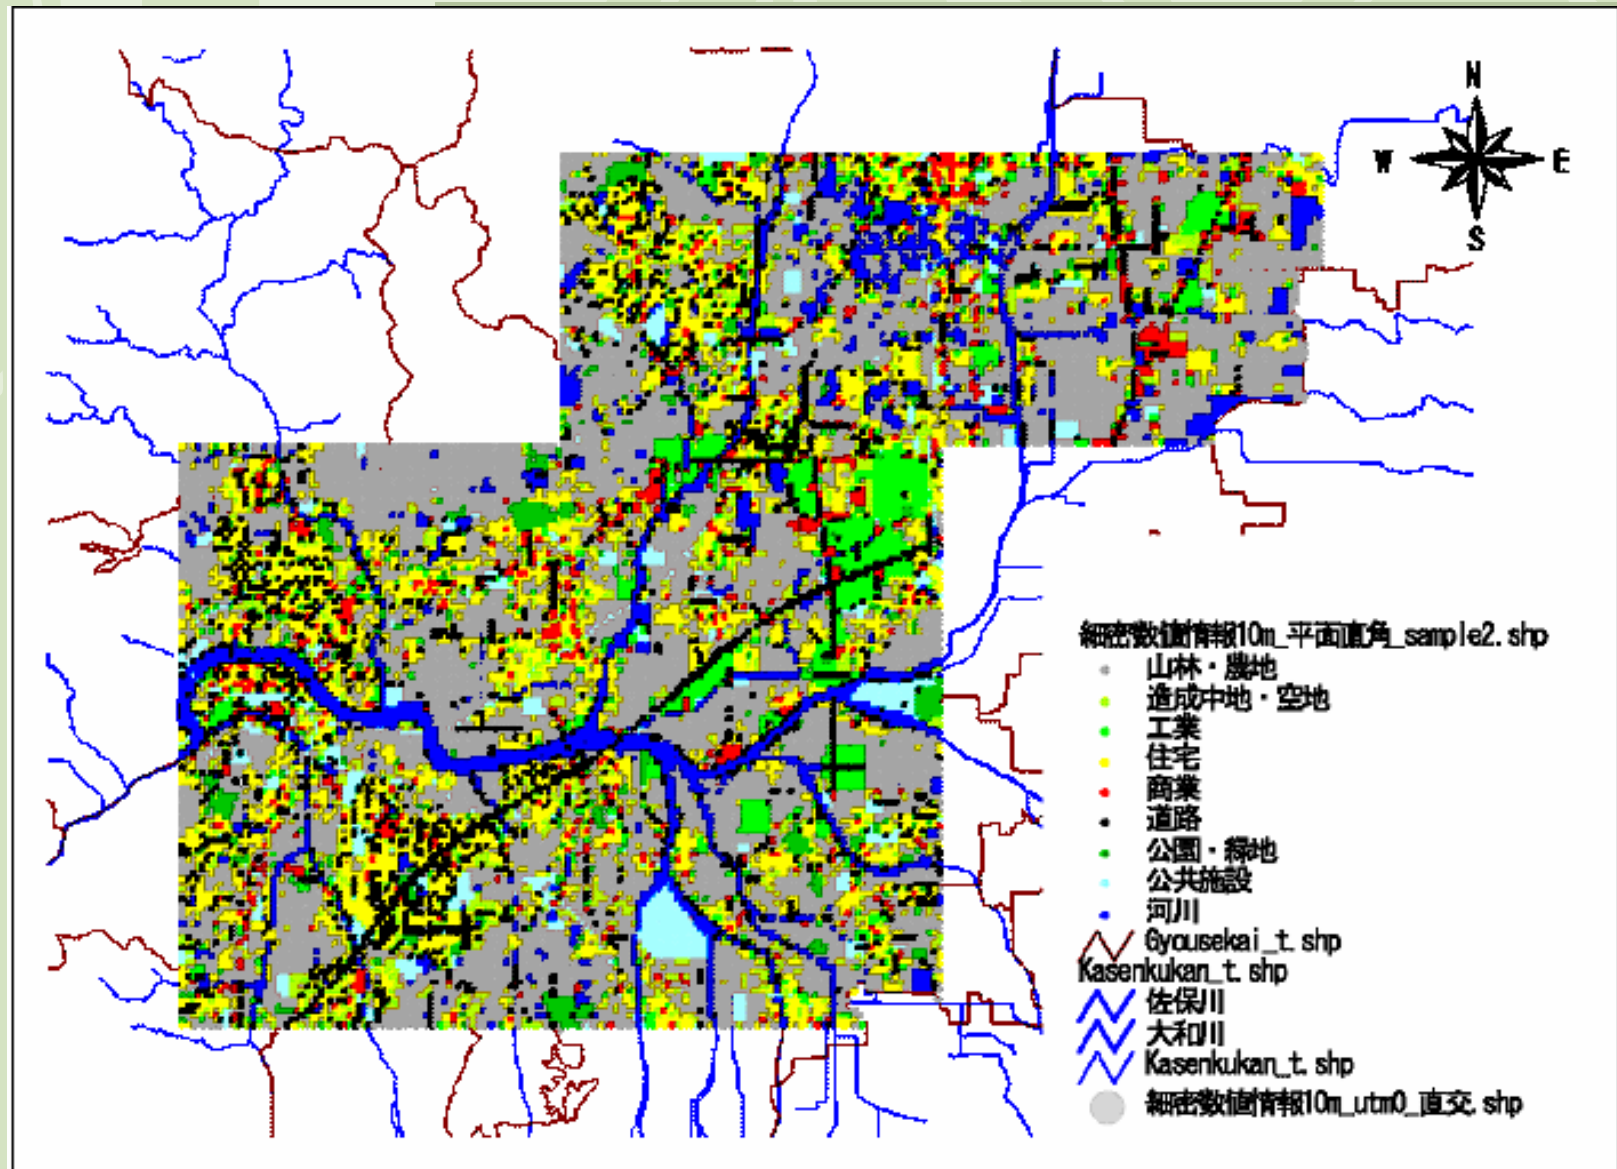 N
W E
S
細密数値情報10m_平面直角_sample2.shp
山林・農地
造成中地・空地
工業
住宅
商業
道路
公園・緑地
公共施設
河川
Gyousekai_t.shp
Kasenkukan_t.shp
佐保川
大和川
Kasenkukan_t.shp
細密数値情報10m_utm0_直交.shp